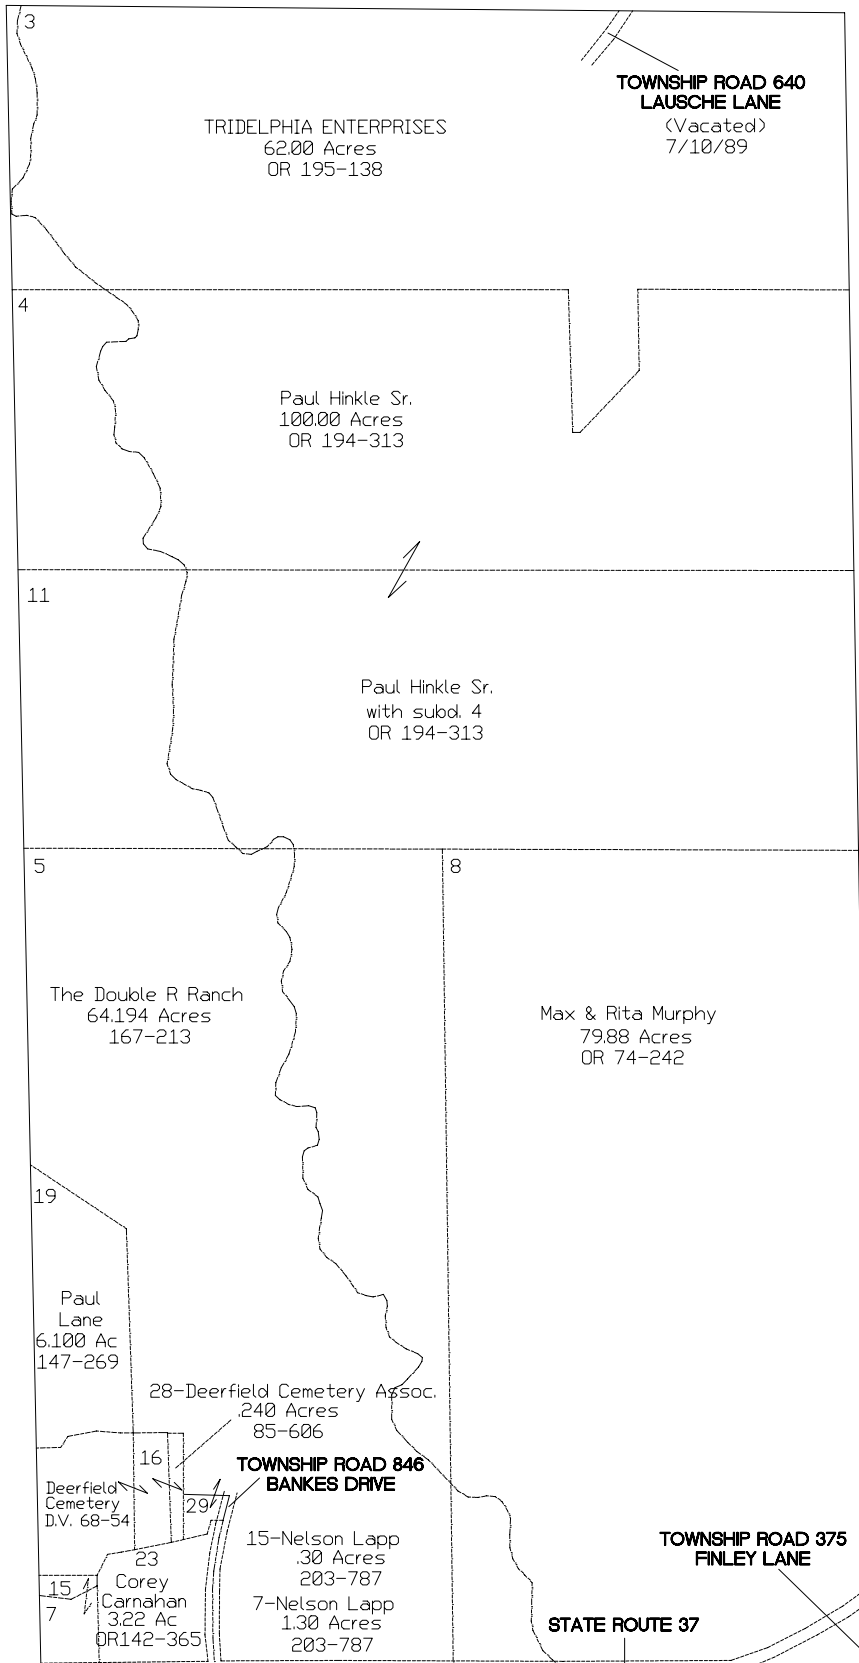 3
TOWNSHIP ROAD 640
LAUSCHE LANE
(Vacated)
7/10/89
TRIDELPHIA ENTERPRISES
62.00 Acres
OR 195-138
4
Paul Hinkle Sr.
100.00 Acres
OR 194-313
11
Paul Hinkle Sr.
with subd. 4
OR 194-313
5
8
The Double R Ranch
64.194 Acres
167-213
Max & Rita Murphy
79.88 Acres
OR 74-242
19
Paul
Lane
6.100 Ac
147-269
28-Deerfield Cemetery Assoc.
.240 Acres
85-606
16
TOWNSHIP ROAD 846
BANKES DRIVE
Deerfield
Cemetery
D.V. 68-54
29
15-Nelson Lapp
.30 Acres
203-787
7-Nelson Lapp
1.30 Acres
203-787
TOWNSHIP ROAD 375
FINLEY LANE
23
Corey
Carnahan
3.22 Ac
OR142-365
15
7
STATE ROUTE 37